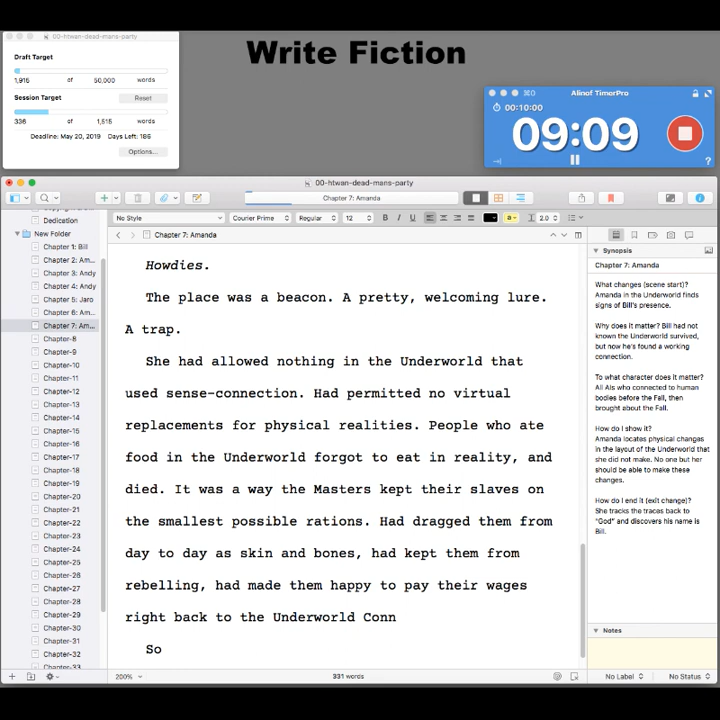 00-htwan-dead-mans-party
Draft Target
1,915 of 50,000 words
Session Target
Reset
336 of 1,515 words
Deadline: May 20, 2019 Days Left: 186
Options...
Write Fiction
⌘0
Alinof TimerPro
00:10:00
09:09
?
00-htwan-dead-mans-party
Chapter 7: Amanda
No Style
Courier Prime
Regular
12
B I U
a
2.0
Dedication
New Folder
Chapter 1: Bill
Chapter 2: Am...
Chapter 3: Andy
Chapter 4: Andy
Chapter 5: Jaro
Chapter 6: Am...
Chapter 7: Am...
Chapter-8
Chapter-9
Chapter-10
Chapter-11
Chapter-12
Chapter-13
Chapter-14
Chapter-15
Chapter-16
Chapter-17
Chapter-18
Chapter-19
Chapter-20
Chapter-21
Chapter-22
Chapter-23
Chapter-24
Chapter-25
Chapter-26
Chapter-27
Chapter-28
Chapter-29
Chapter-30
Chapter-31
Chapter-32
Chapter-33
Chapter 7: Amanda
Howdies.
The place was a beacon. A pretty, welcoming lure.
A trap.
She had allowed nothing in the Underworld that
used sense-connection. Had permitted no virtual
replacements for physical realities. People who ate
food in the Underworld forgot to eat in reality, and
died. It was a way the Masters kept their slaves on
the smallest possible rations. Had dragged them from
day to day as skin and bones, had kept them from
rebelling, had made them happy to pay their wages
right back to the Underworld Conn
So
200%
331 words
Synopsis
Chapter 7: Amanda
What changes (scene start)?
Amanda in the Underworld finds
signs of Bill's presence.
Why does it matter? Bill had not
known the Underworld survived,
but now he's found a working
connection.
To what character does it matter?
All AIs who connected to human
bodies before the Fall, then
brought about the Fall.
How do I show it?
Amanda locates physical changes
in the layout of the Underworld that
she did not make. No one but her
should be able to make these
changes.
How do I end it (exit change)?
She tracks the traces back to
"God" and discovers his name is
Bill.
Notes
No Label
No Status